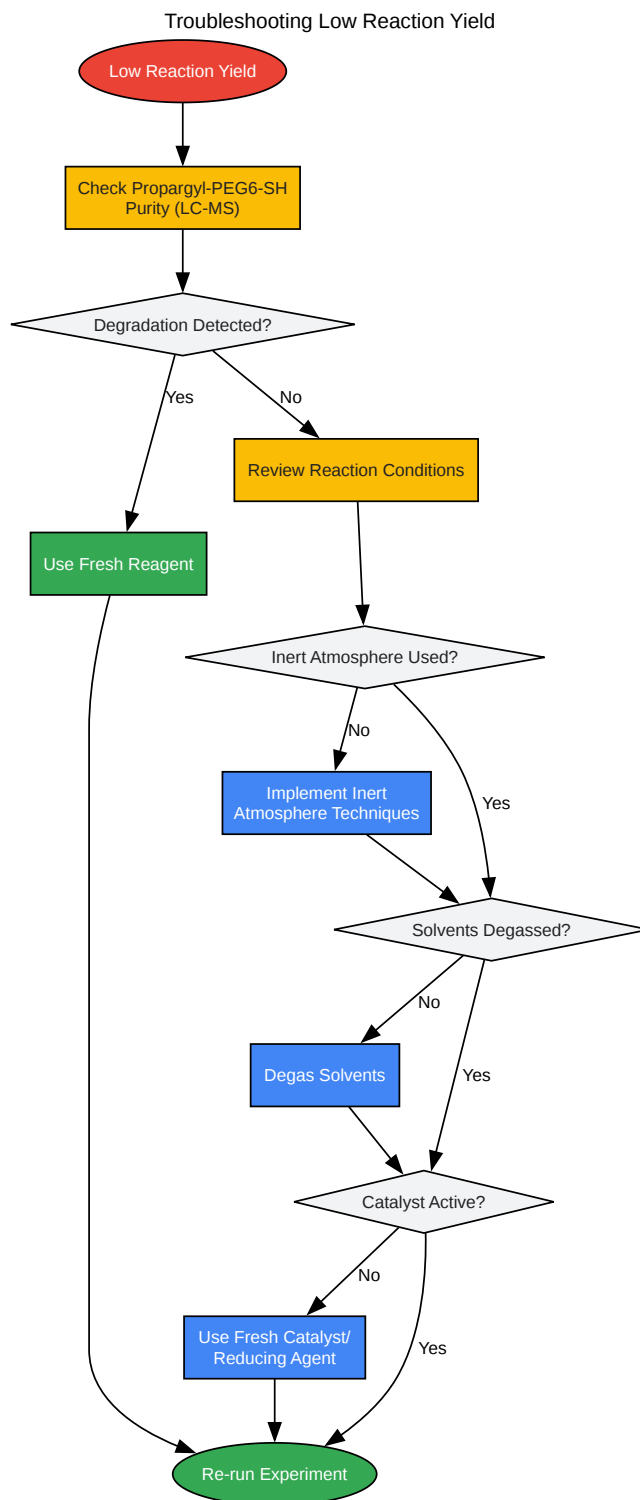 Troubleshooting Low Reaction Yield
Low Reaction Yield
Check Propargyl-PEG6-SH
Purity (LC-MS)
Degradation Detected?
Yes
No
Review Reaction Conditions
Use Fresh Reagent
Inert Atmosphere Used?
No
Implement Inert
Atmosphere Techniques
Yes
Solvents Degassed?
No
Degas Solvents
Yes
Catalyst Active?
No
Use Fresh Catalyst/
Reducing Agent
Yes
Re-run Experiment